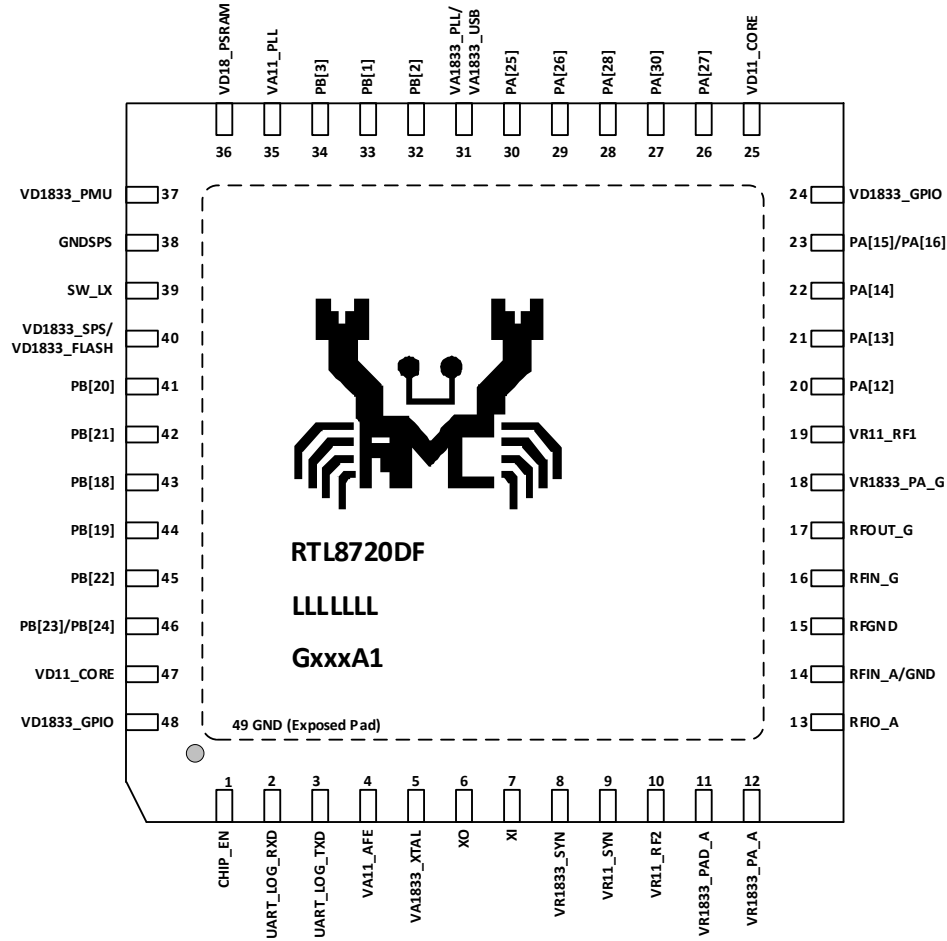 VD18_PSRAM
VA11_PLL
PB[3]
PB[1]
PB[2]
VA1833_PLL/
VA1833_USB
PA[25]
PA[26]
PA[28]
PA[30]
PA[27]
VD11_CORE
36 35 34 33 32 31 30 29 28 27 26 25
VD1833_PMU 37
GNDSPS 38
SW_LX 39
VD1833_SPS/
VD1833_FLASH 40
PB[20] 41
PB[21] 42
PB[18] 43
PB[19] 44
PB[22] 45
PB[23]/PB[24] 46
VD11_CORE 47
VD1833_GPIO 48
24 VD1833_GPIO
23 PA[15]/PA[16]
22 PA[14]
21 PA[13]
20 PA[12]
19 VR11_RF1
18 VR1833_PA_G
17 RFOUT_G
16 RFIN_G
15 RFGND
14 RFIN_A/GND
13 RFIO_A
AMC
RTL8720DF
LLLLLLL
GxxxA1
49 GND (Exposed Pad)
1 2 3 4 5 6 7 8 9 10 11 12
CHIP_EN
UART_LOG_RXD
UART_LOG_TXD
VA11_AFE
VA1833_XTAL
XO
XI
VR1833_SYN
VR11_SYN
VR11_RF2
VR1833_PAD_A
VR1833_PA_A